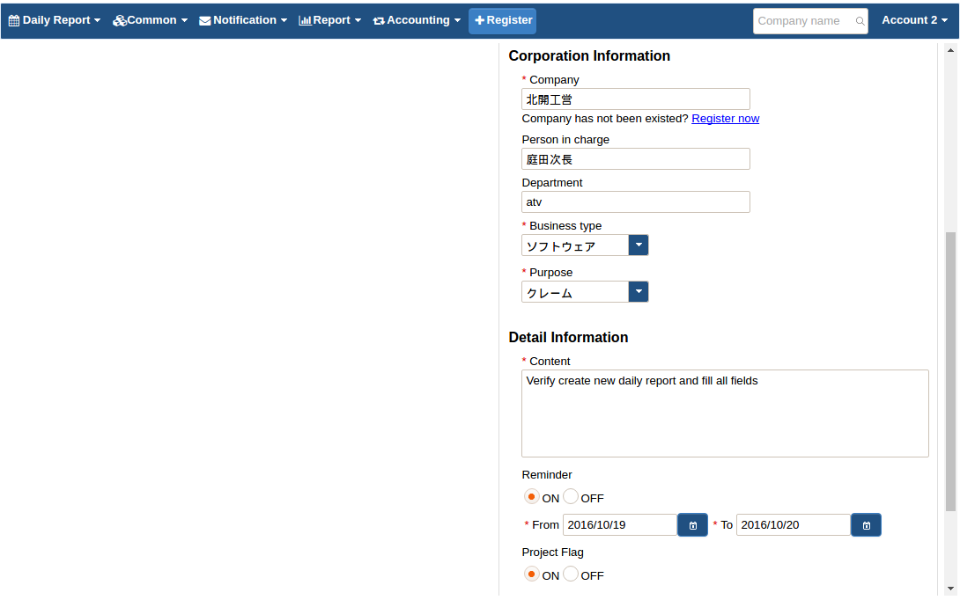 Daily Report Common Notification Report Accounting Register Company name Account 2
Corporation Information
* Company
北開工営
Company has not been existed? Register now
Person in charge
庭田次長
Department
atv
* Business type
ソフトウェア
* Purpose
クレーム
Detail Information
* Content
Verify create new daily report and fill all fields
Reminder
ON OFF
* From 2016/10/19 * To 2016/10/20
Project Flag
ON OFF